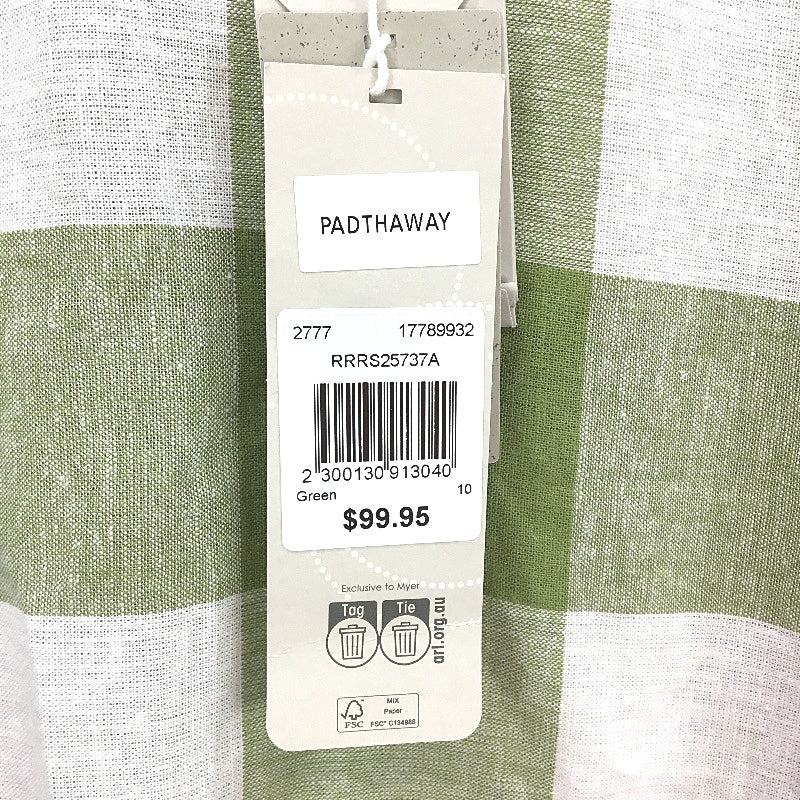 PADTHAWAY
2777 17789932
RRRS25737A
2 300130 913040
Green 10
$99.95
Exclusive to Myer
Tag Tie
arl.org.au
MIX
Paper
FSC
FSC® C134988